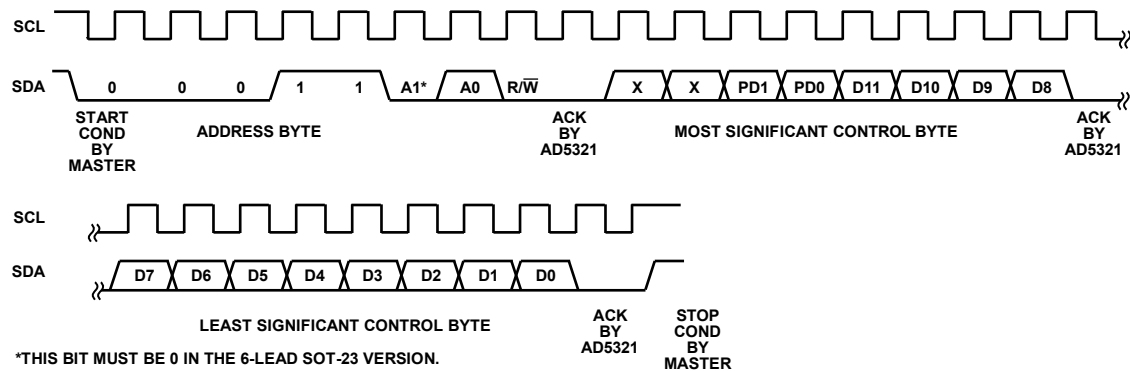 SCL
SDA 0 0 0 1 1 A1* A0 R/W̅ X X PD1 PD0 D11 D10 D9 D8
START COND BY MASTER
ADDRESS BYTE
ACK BY AD5321
MOST SIGNIFICANT CONTROL BYTE
ACK BY AD5321
SCL
SDA D7 D6 D5 D4 D3 D2 D1 D0
LEAST SIGNIFICANT CONTROL BYTE
ACK BY AD5321
STOP COND BY MASTER
*THIS BIT MUST BE 0 IN THE 6-LEAD SOT-23 VERSION.